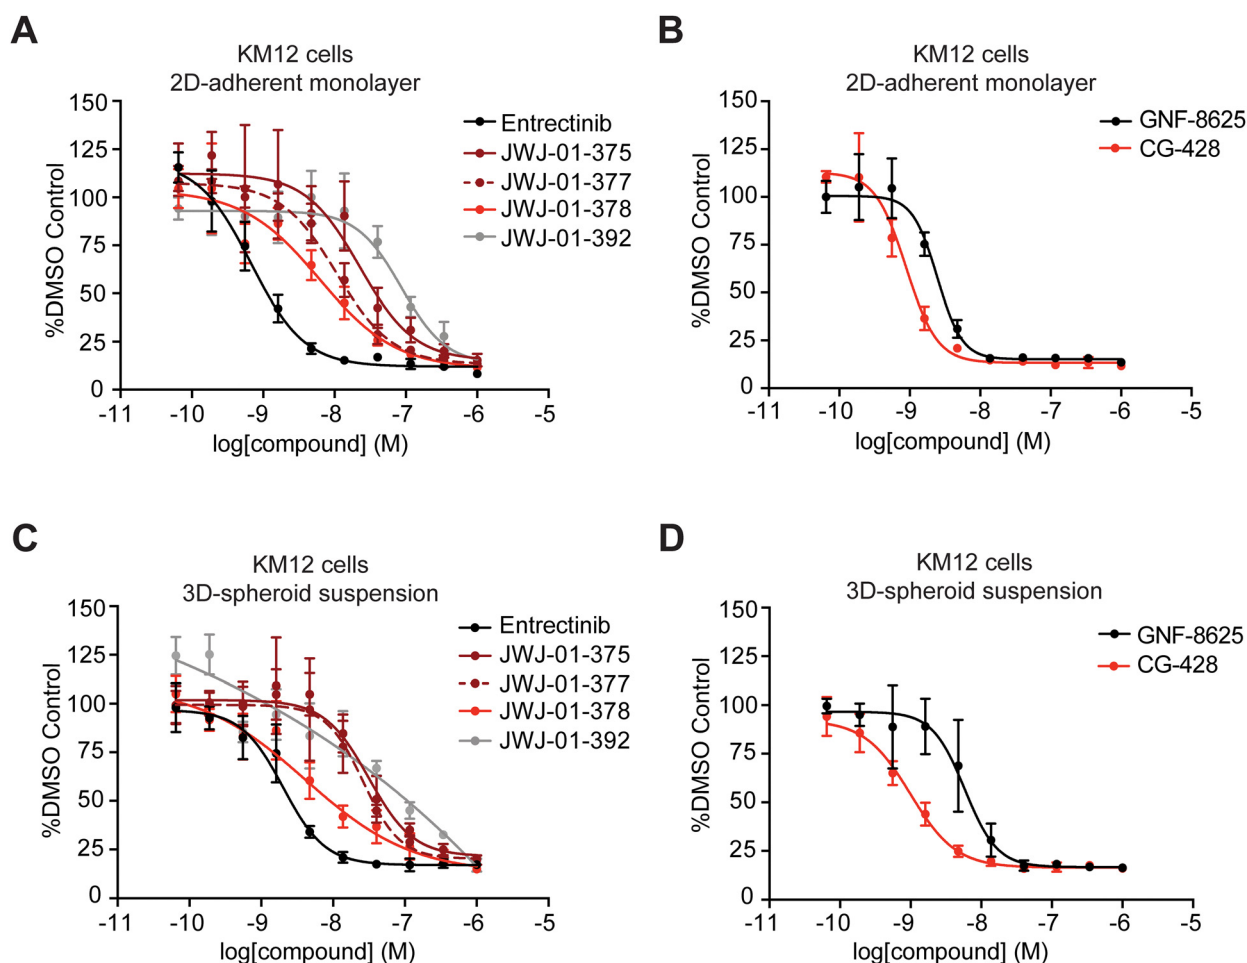 A
KM12 cells
2D-adherent monolayer
%DMSO Control
150
125
100
75
50
25
0
-11
-10
-9
-8
-7
-6
-5
log[compound] (M)
Entrectinib
JWJ-01-375
JWJ-01-377
JWJ-01-378
JWJ-01-392
B
KM12 cells
2D-adherent monolayer
%DMSO Control
150
125
100
75
50
25
0
-11
-10
-9
-8
-7
-6
-5
log[compound] (M)
GNF-8625
CG-428
C
KM12 cells
3D-spheroid suspension
%DMSO Control
150
125
100
75
50
25
0
-11
-10
-9
-8
-7
-6
-5
log[compound] (M)
Entrectinib
JWJ-01-375
JWJ-01-377
JWJ-01-378
JWJ-01-392
D
KM12 cells
3D-spheroid suspension
%DMSO Control
150
125
100
75
50
25
0
-11
-10
-9
-8
-7
-6
-5
log[compound] (M)
GNF-8625
CG-428